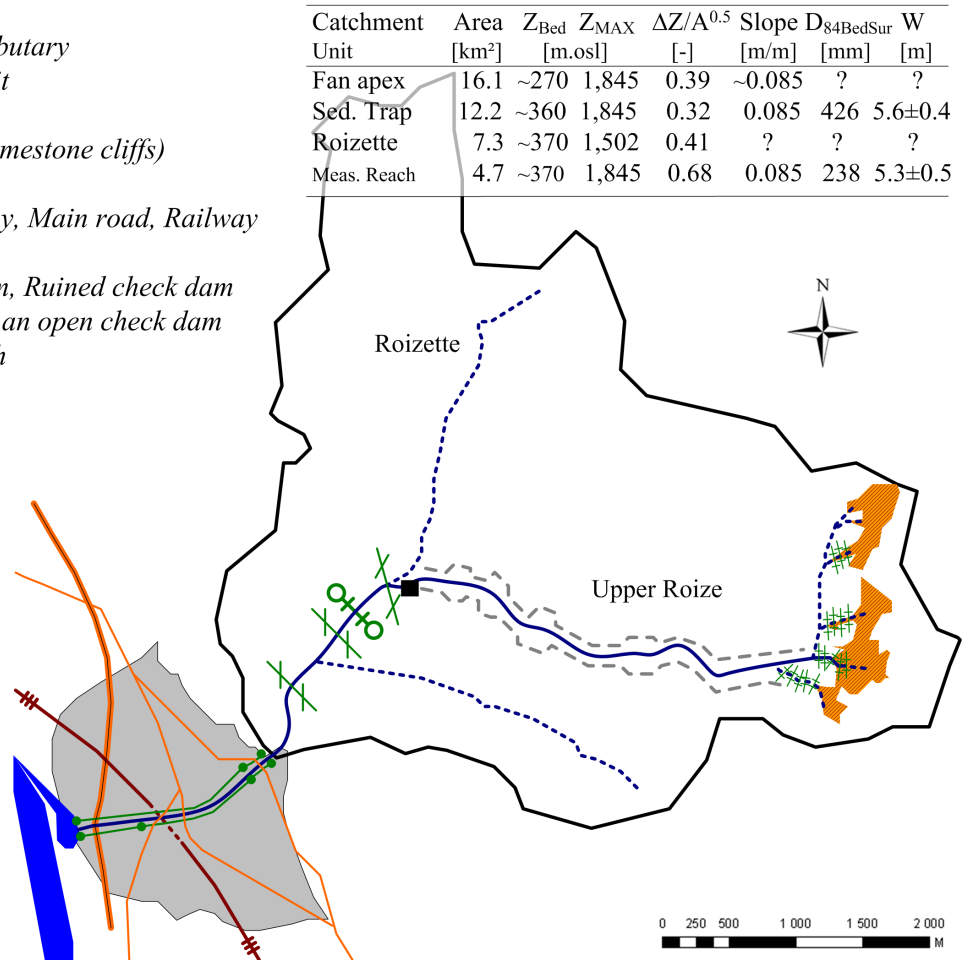 Catchment Area Z_Bed Z_MAX ΔZ/A^0.5 Slope D_84BedSur W
Unit [km²] [m.osl] [-] [m/m] [mm] [m]
Fan apex 16.1 ~270 1,845 0.39 ~0.085 ? ?
Sed. Trap 12.2 ~360 1,845 0.32 0.085 426 5.6±0.4
Roizette 7.3 ~370 1,502 0.41 ? ? ?
Meas. Reach 4.7 ~370 1,845 0.68 0.085 238 5.3±0.5
butary
it
mestone cliffs)
y, Main road, Railway
n, Ruined check dam
an open check dam
h
N
Roizette
Upper Roize
0 250 500 1 000 1 500 2 000
M